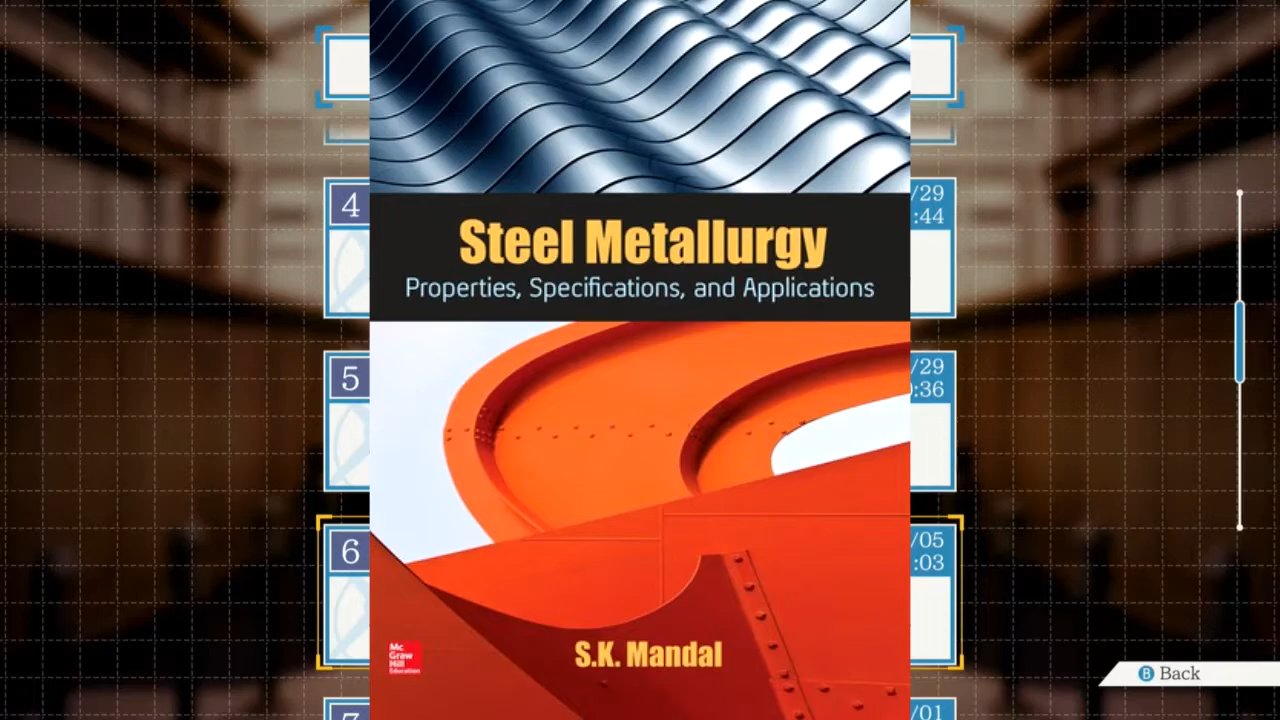 4
/29
:44
Steel Metallurgy
Properties, Specifications, and Applications
5
/29
:36
6
/05
:03
Mc
Graw
Hill
Education
S.K. Mandal
B Back
/01